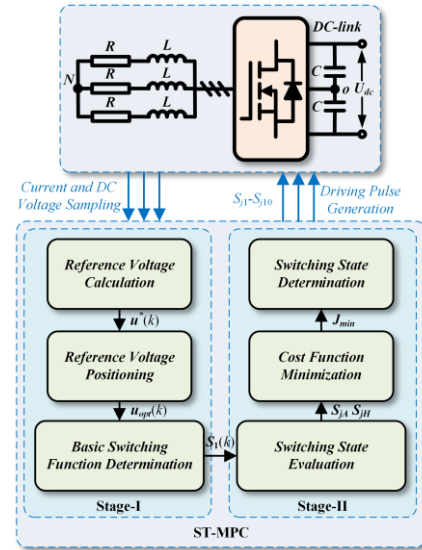 DC-link
R
L
N
R
L
C
o
U_dc
R
L
C
Current and DC
Voltage Sampling
S_j1-S_j10
Driving Pulse
Generation
Reference Voltage
Calculation
u*(k)
Reference Voltage
Positioning
u_opt(k)
Basic Switching
Function Determination
S_1(k)
Stage-I
Switching State
Determination
J_min
Cost Function
Minimization
S_jA S_jH
Switching State
Evaluation
Stage-II
ST-MPC